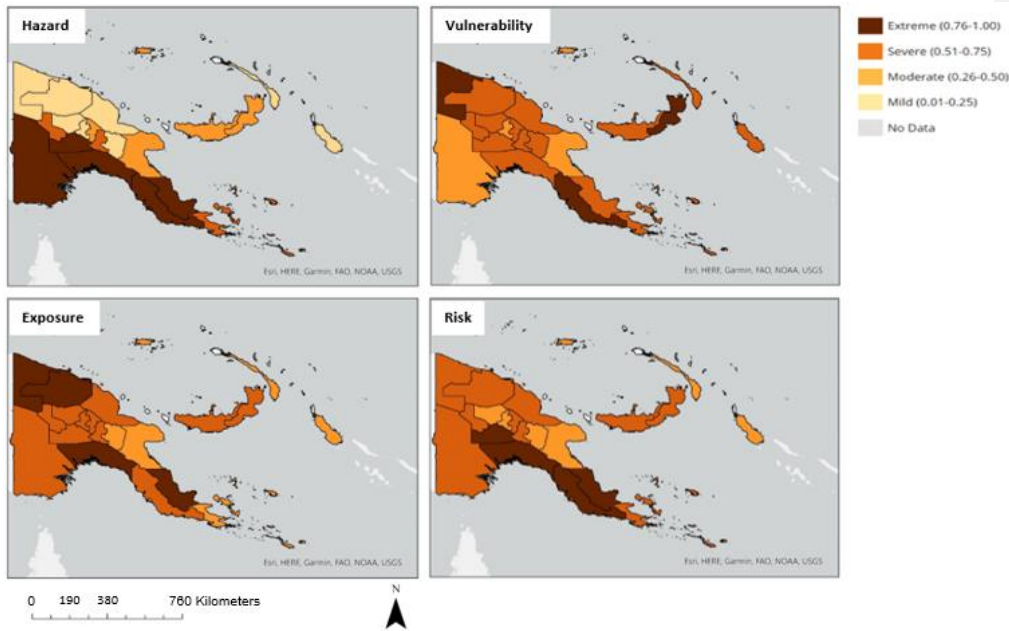 Hazard
Esri, HERE, Garmin, FAO, NOAA, USGS
Vulnerability
Esri, HERE, Garmin, FAO, NOAA, USGS
Extreme (0.76-1.00)
Severe (0.51-0.75)
Moderate (0.26-0.50)
Mild (0.01-0.25)
No Data
Exposure
Esri, HERE, Garmin, FAO, NOAA, USGS
Risk
Esri, HERE, Garmin, FAO, NOAA, USGS
0 190 380 760 Kilometers
N